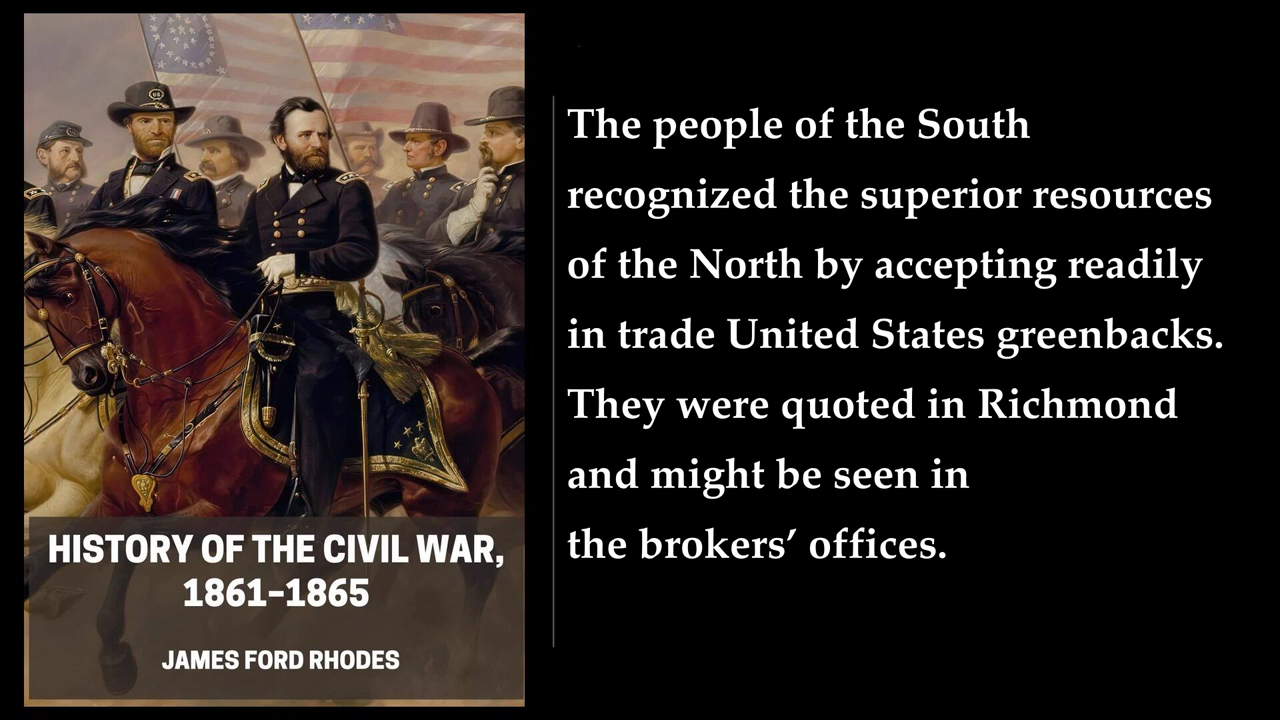 HISTORY OF THE CIVIL WAR,
1861–1865
JAMES FORD RHODES
The people of the South
recognized the superior resources
of the North by accepting readily
in trade United States greenbacks.
They were quoted in Richmond
and might be seen in
the brokers’ offices.